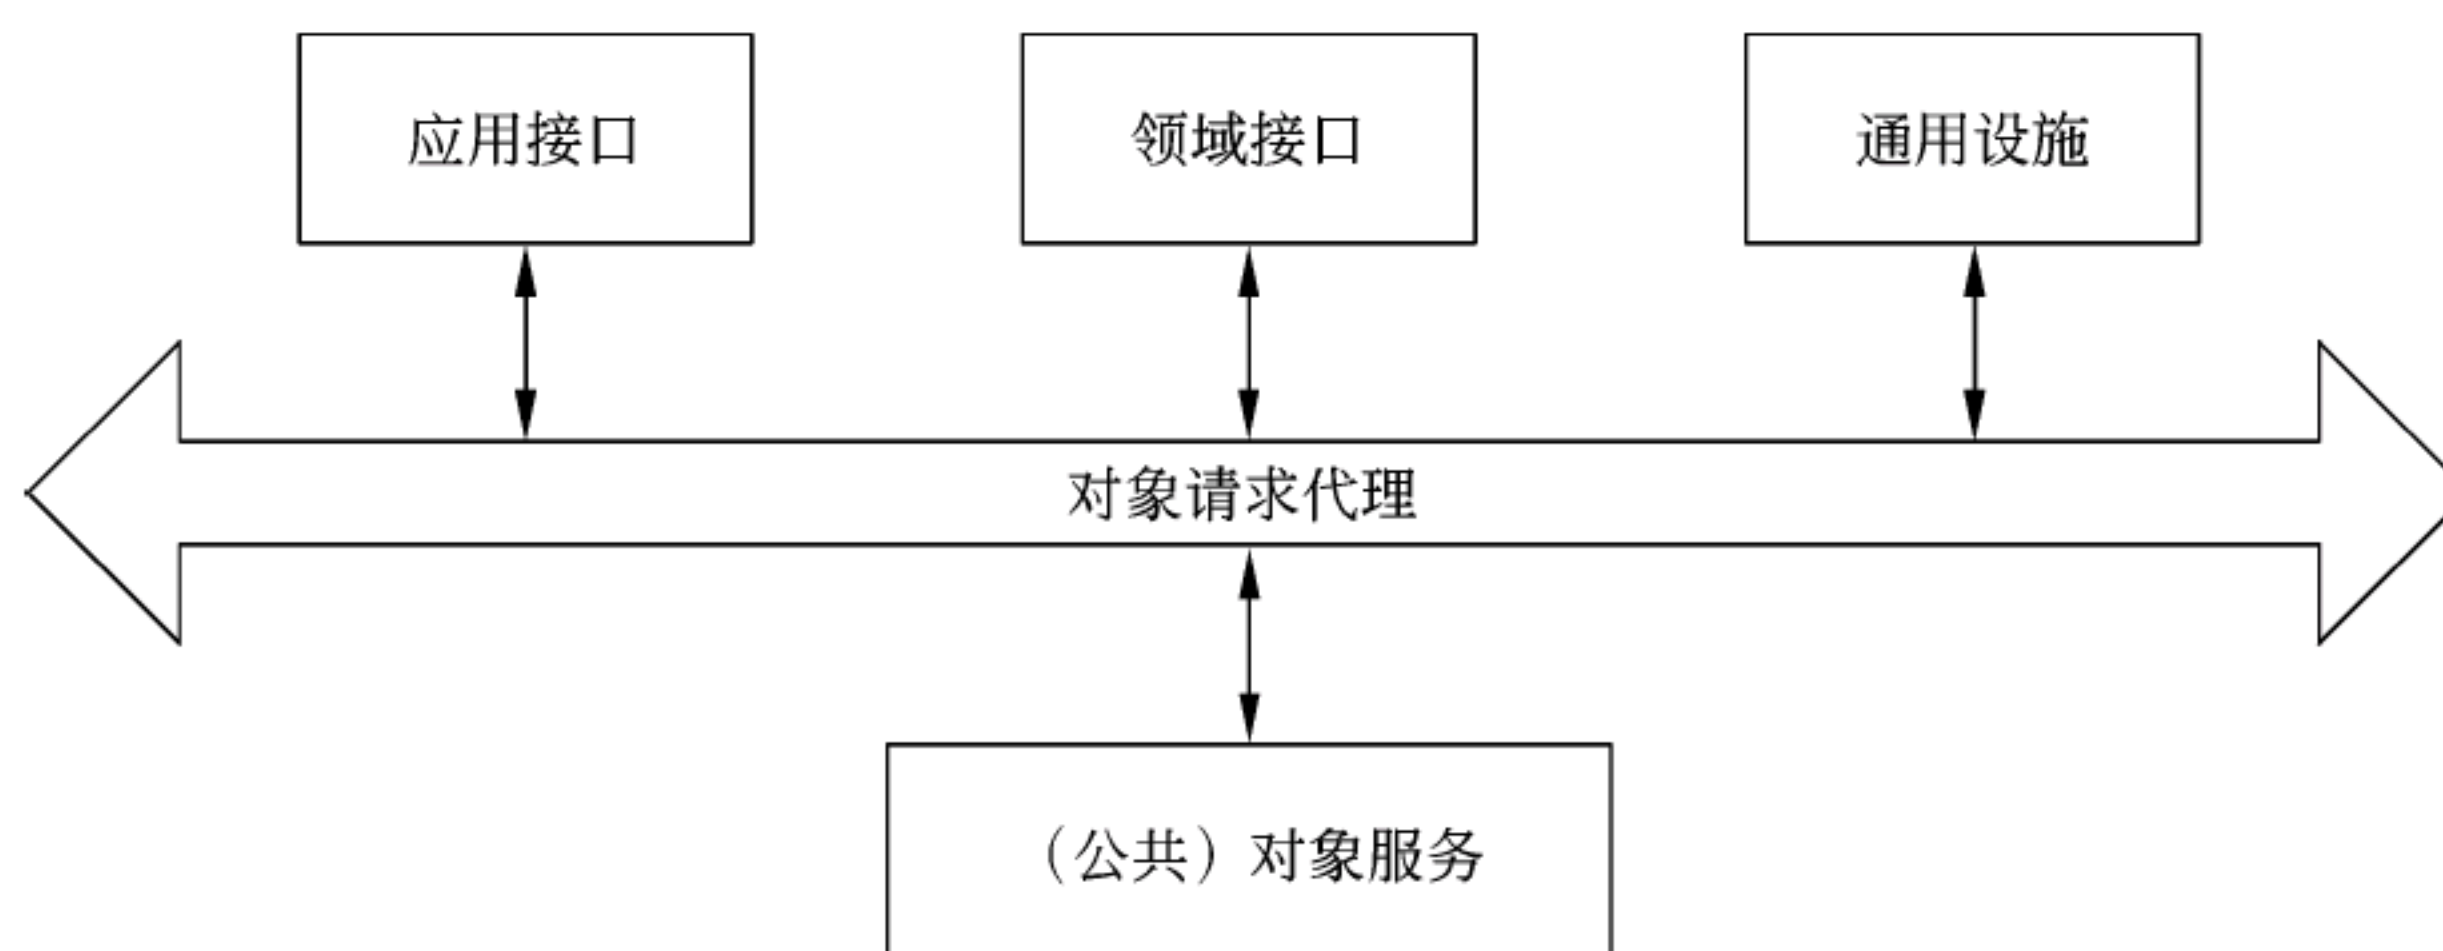 应用接口
领域接口
通用设施
对象请求代理
（公共）对象服务